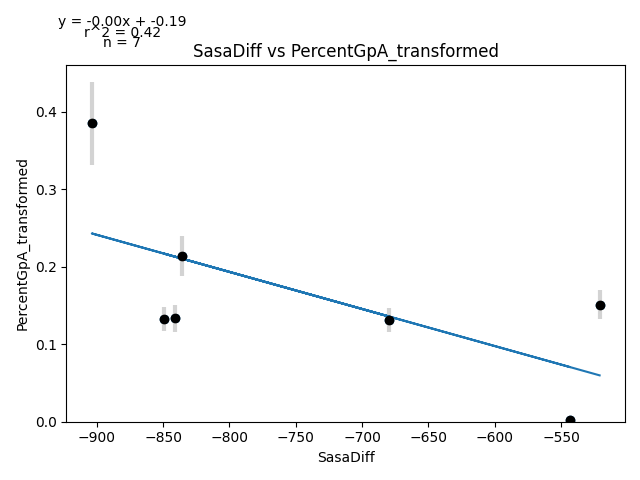 y = -0.00x + -0.19
r^2 = 0.42
n = 7
SasaDiff vs PercentGpA_transformed
PercentGpA_transformed
0.4
0.3
0.2
0.1
0.0
−900
−850
−800
−750
−700
−650
−600
−550
SasaDiff